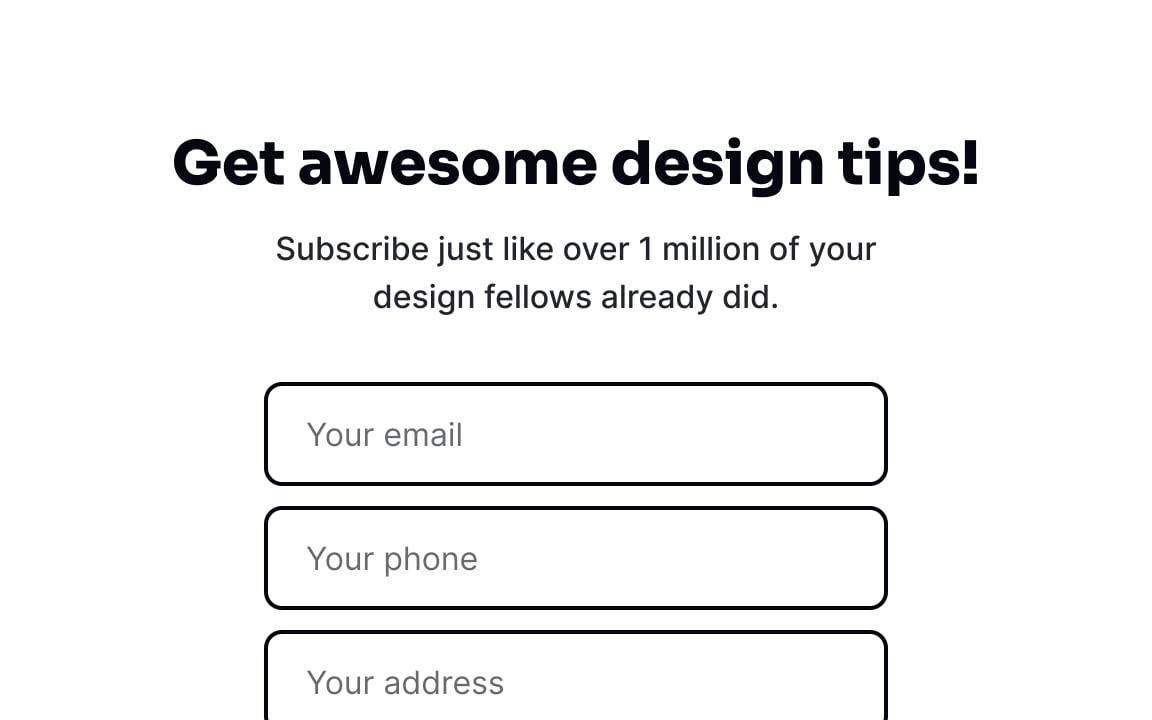 Get awesome design tips!
Subscribe just like over 1 million of your
design fellows already did.
Your email
Your phone
Your address